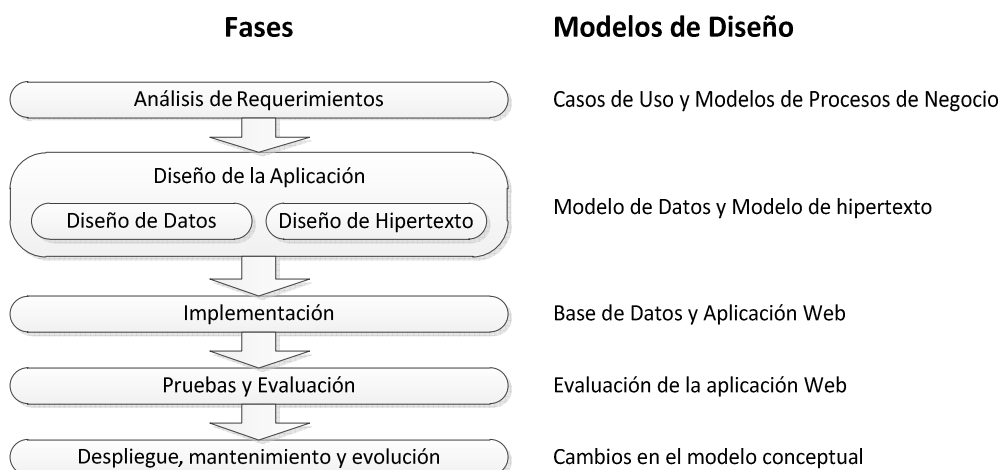 Fases
Modelos de Diseño
Análisis de Requerimientos
Casos de Uso y Modelos de Procesos de Negocio
Diseño de la Aplicación
Diseño de Datos
Diseño de Hipertexto
Modelo de Datos y Modelo de hipertexto
Implementación
Base de Datos y Aplicación Web
Pruebas y Evaluación
Evaluación de la aplicación Web
Despliegue, mantenimiento y evolución
Cambios en el modelo conceptual